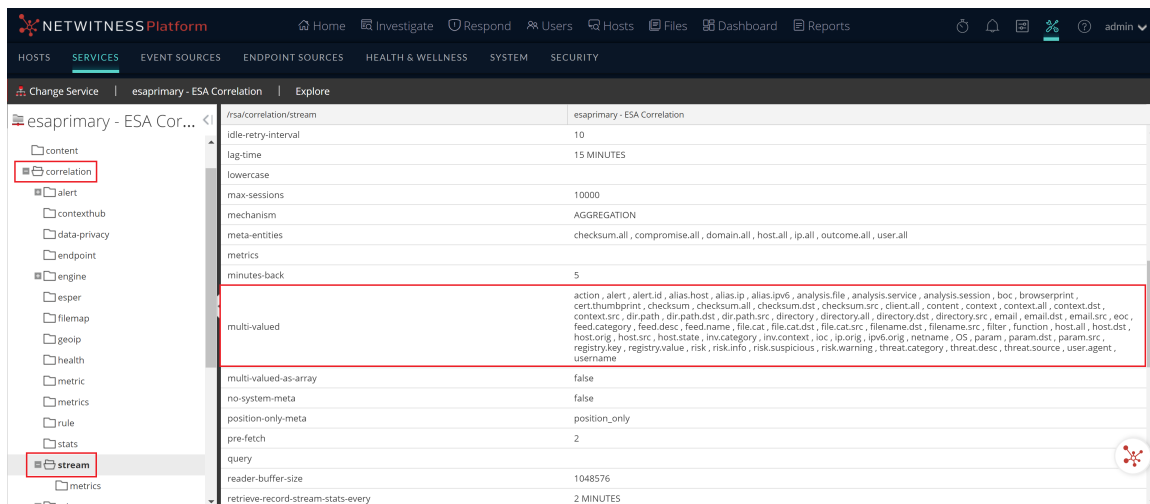 NETWITNESS Platform
Home Investigate Respond Users Hosts Files Dashboard Reports admin
HOSTS SERVICES EVENT SOURCES ENDPOINT SOURCES HEALTH & WELLNESS SYSTEM SECURITY
Change Service | esaprimary - ESA Correlation | Explore
esaprimary - ESA Cor...
content
correlation
alert
contexthub
data-privacy
endpoint
engine
esper
filemap
geoip
health
metric
metrics
rule
stats
stream
metrics
/rsa/correlation/stream esaprimary - ESA Correlation
idle-retry-interval 10
lag-time 15 MINUTES
lowercase
max-sessions 10000
mechanism AGGREGATION
meta-entities checksum.all , compromise.all , domain.all , host.all , ip.all , outcome.all , user.all
metrics
minutes-back 5
multi-valued
action , alert , alert.id , alias.host , alias.ip , alias.ipv6 , analysis.file , analysis.service , analysis.session , boc , browserprint ,
cert.thumbprint , checksum , checksum.all , checksum.dst , checksum.src , client.all , content , context , context.all , context.dst ,
context.src , dir.path , dir.path.dst , dir.path.src , directory , directory.all , directory.dst , directory.src , email , email.dst , email.src , eoc ,
feed.category , feed.desc , feed.name , file.cat , file.cat.dst , file.cat.src , filename.dst , filename.src , filter , function , host.all , host.dst ,
host.orig , host.src , host.state , inv.category , inv.context , ioc , ip.orig , ipv6.orig , netname , OS , param , param.dst , param.src ,
registry.key , registry.value , risk , risk.info , risk.suspicious , risk.warning , threat.category , threat.desc , threat.source , user.agent ,
username
multi-valued-as-array false
no-system-meta false
position-only-meta position_only
pre-fetch 2
query
reader-buffer-size 1048576
retrieve-record-stream-stats-every 2 MINUTES